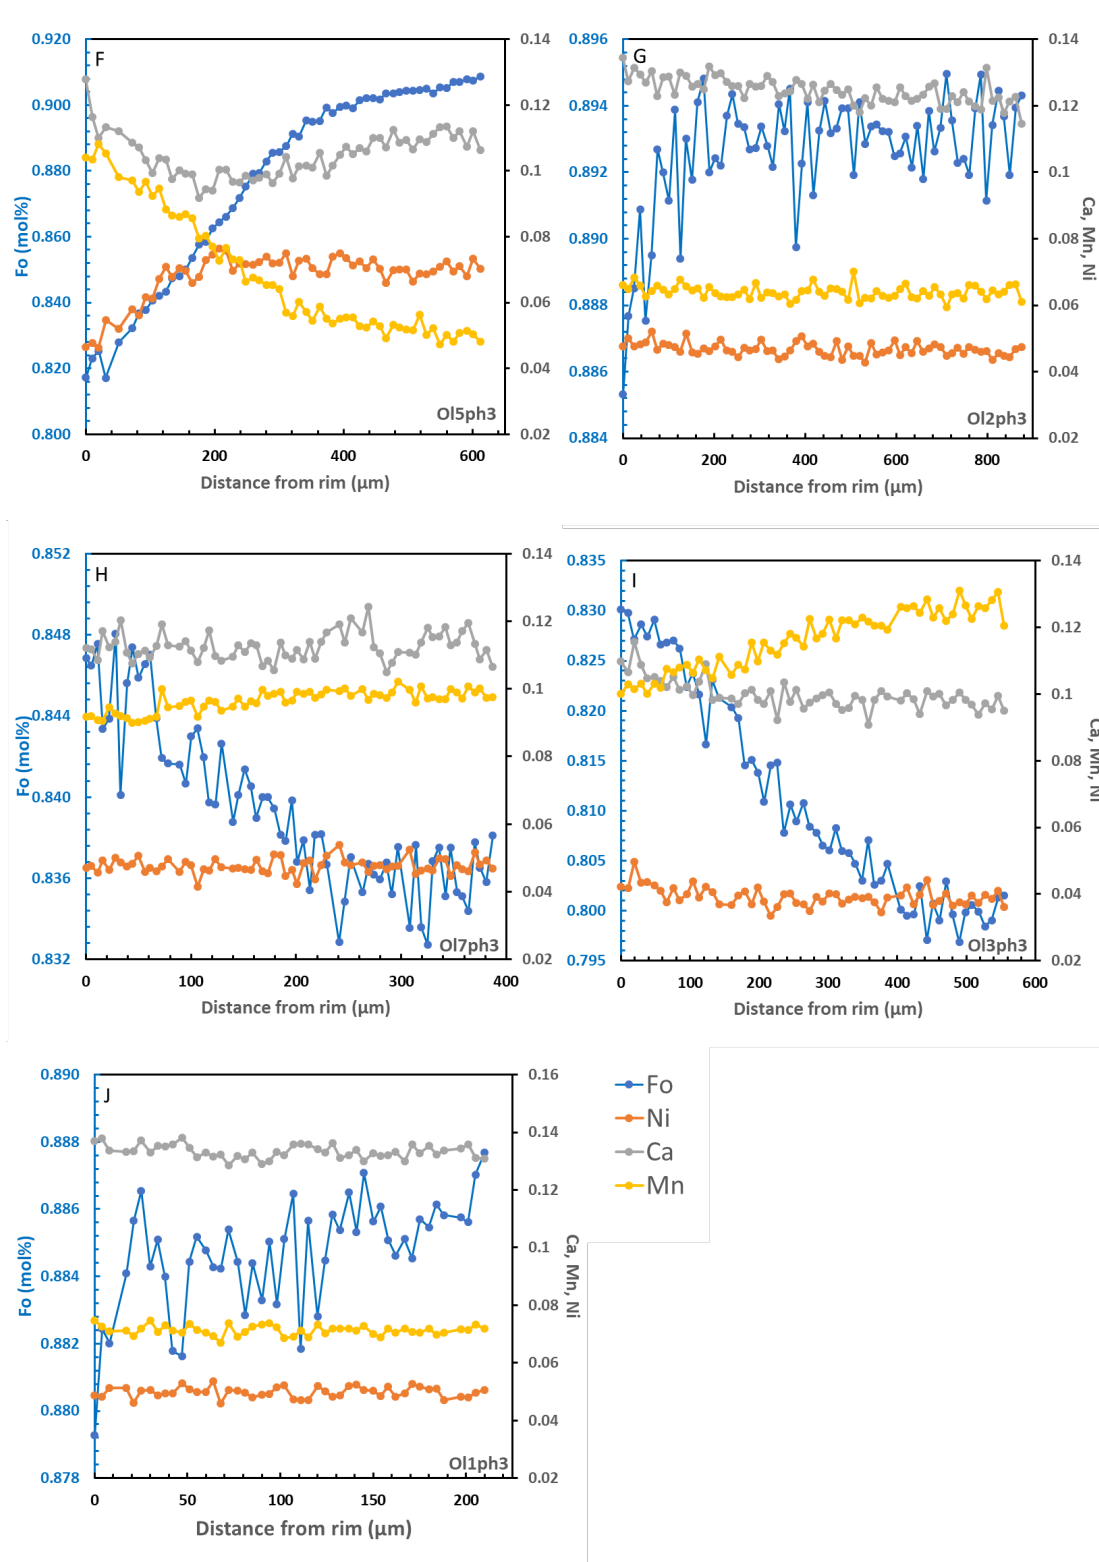 F
0.920
0.900
0.880
0.860
0.840
0.820
0.800
Fo (mol%)
0.14
0.12
0.1
0.08
0.06
0.04
0.02
Ol5ph3
0 200 400 600
Distance from rim (μm)
G
0.896
0.894
0.892
0.890
0.888
0.886
0.884
0.14
0.12
0.1
0.08
0.06
0.04
0.02
Ca, Mn, Ni
Ol2ph3
0 200 400 600 800
Distance from rim (μm)
H
0.852
0.848
0.844
0.840
0.836
0.832
Fo (mol%)
0.14
0.12
0.1
0.08
0.06
0.04
0.02
Ol7ph3
0 100 200 300 400
Distance from rim (μm)
I
0.835
0.830
0.825
0.820
0.815
0.810
0.805
0.800
0.795
0.14
0.12
0.1
0.08
0.06
0.04
0.02
Ca, Mn, Ni
Ol3ph3
0 100 200 300 400 500 600
Distance from rim (μm)
J
0.890
0.888
0.886
0.884
0.882
0.880
0.878
Fo (mol%)
0.16
0.14
0.12
0.1
0.08
0.06
0.04
0.02
Ca, Mn, Ni
Ol1ph3
0 50 100 150 200
Distance from rim (μm)
Fo
Ni
Ca
Mn